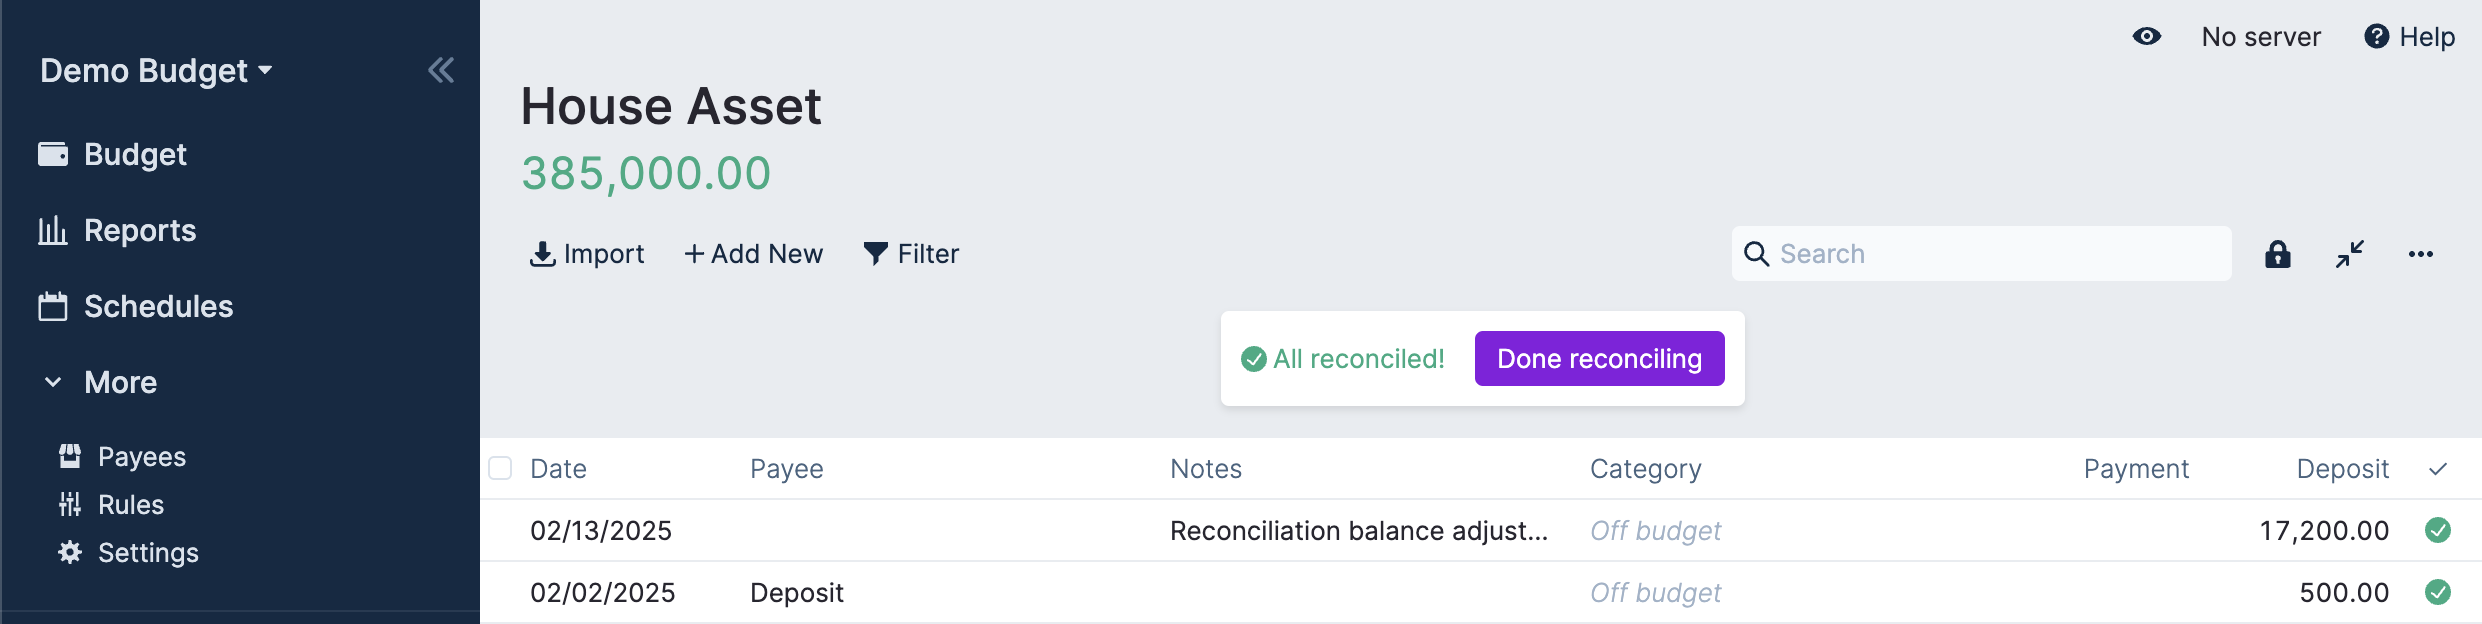 Demo Budget
Budget
Reports
Schedules
More
Payees
Rules
Settings
No server
Help
House Asset
385,000.00
Import
Add New
Filter
Search
All reconciled!
Done reconciling
Date Payee Notes Category Payment Deposit
02/13/2025 Reconciliation balance adjust... Off budget 17,200.00
02/02/2025 Deposit Off budget 500.00